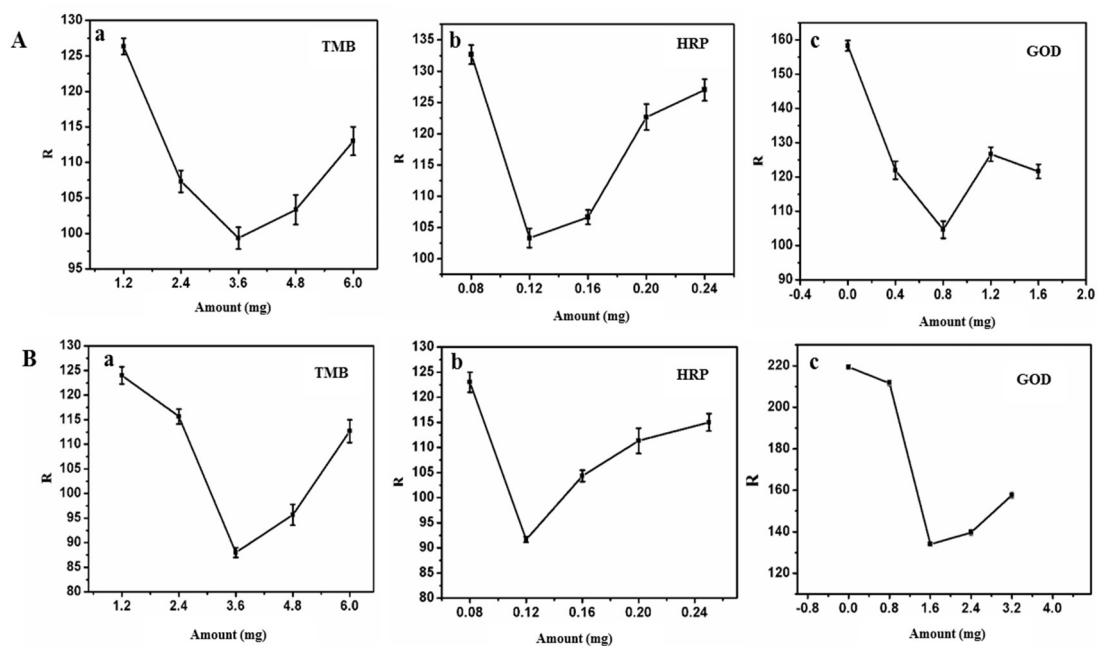 A
a
TMB
R
130
125
120
115
110
105
100
95
1.2 2.4 3.6 4.8 6.0
Amount (mg)
b
HRP
R
135
130
125
120
115
110
105
100
0.08 0.12 0.16 0.20 0.24
Amount (mg)
c
GOD
R
160
150
140
130
120
110
100
90
-0.4 0.0 0.4 0.8 1.2 1.6 2.0
Amount (mg)
B
a
TMB
R
130
125
120
115
110
105
100
95
90
85
80
1.2 2.4 3.6 4.8 6.0
Amount (mg)
b
HRP
R
130
125
120
115
110
105
100
95
90
85
80
0.08 0.12 0.16 0.20 0.24
Amount (mg)
c
GOD
R
220
200
180
160
140
120
-0.8 0.0 0.8 1.6 2.4 3.2 4.0
Amount (mg)